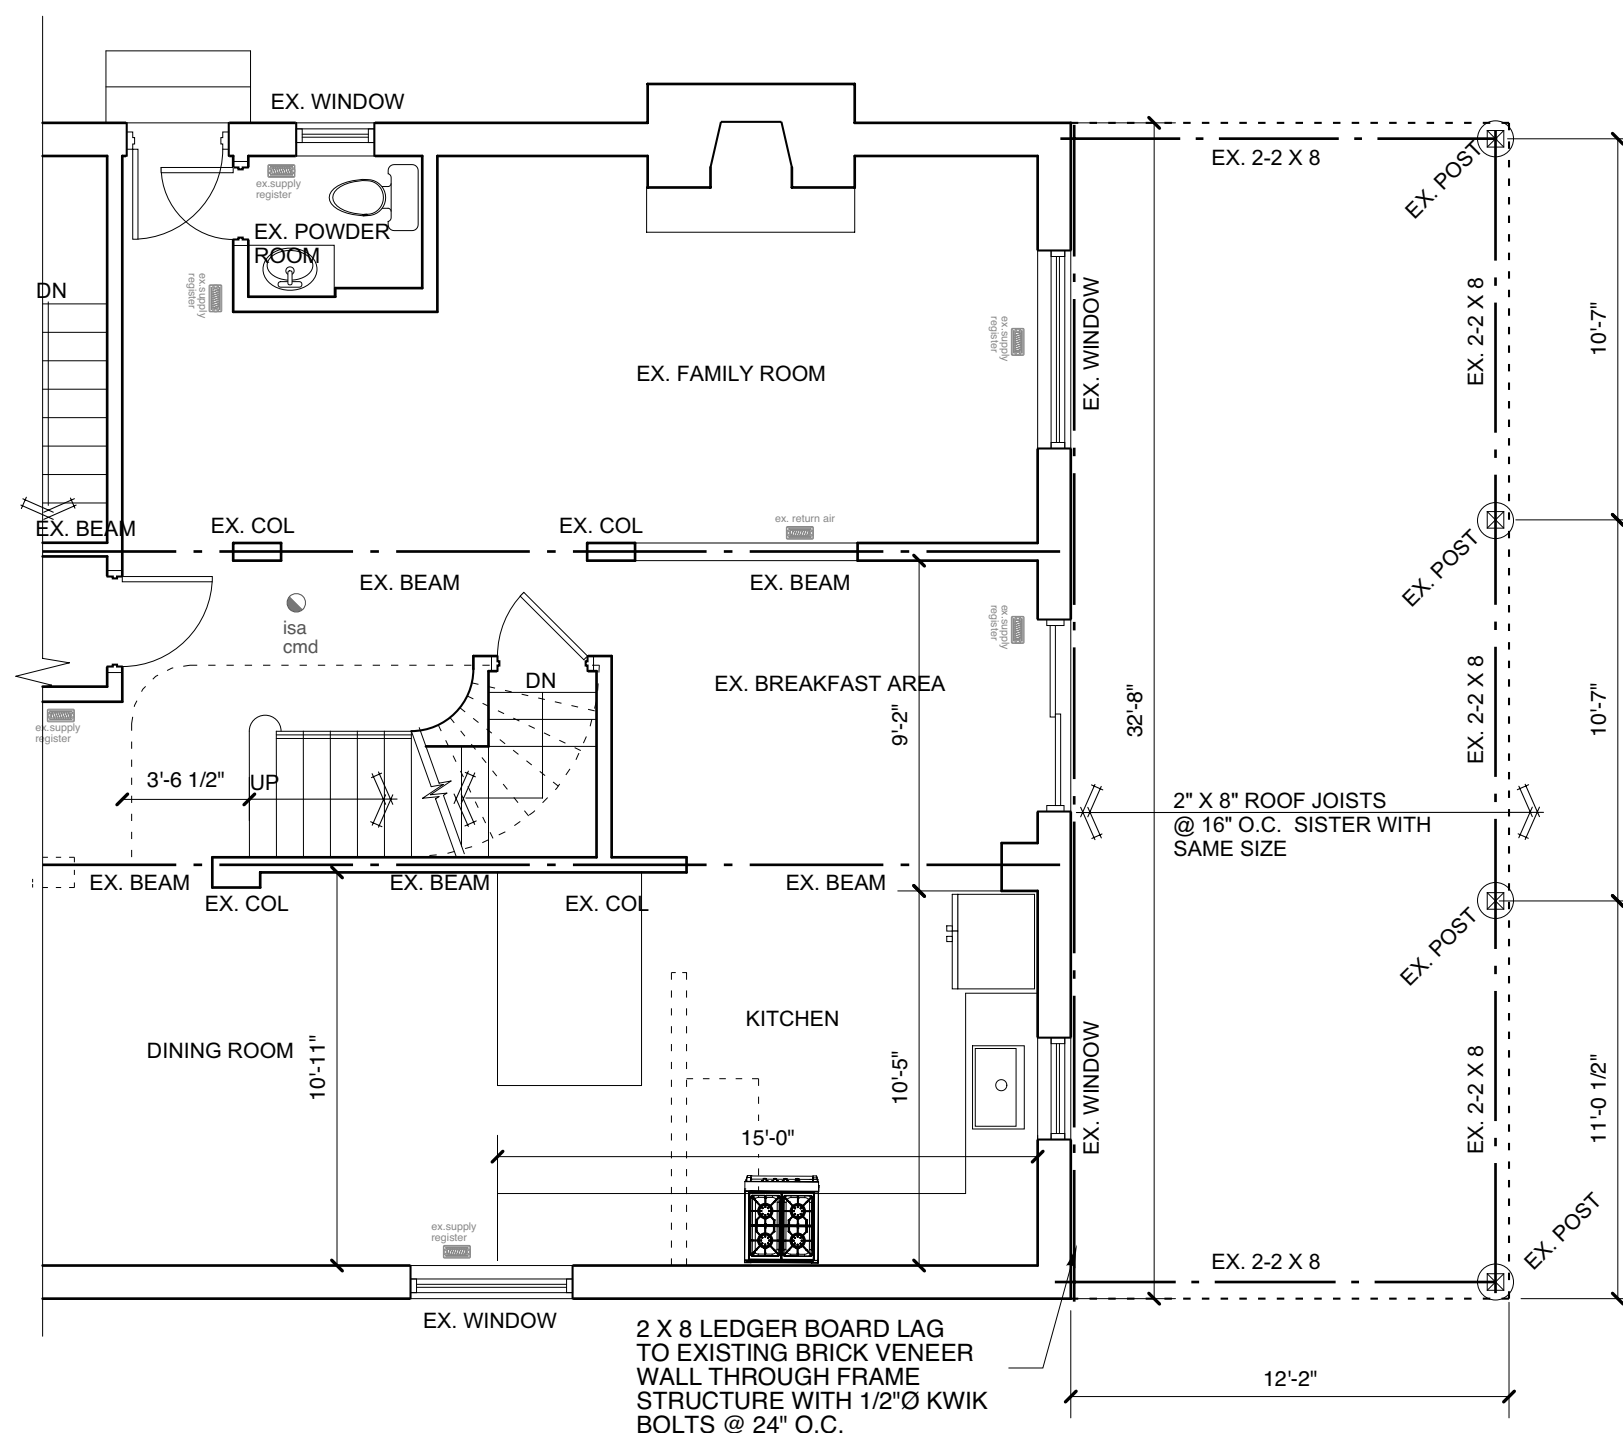 EX. WINDOW
EX. 2-2 X 8
EX. POST
ex.supply
register
EX. POWDER
ROOM
DN
ex.supply
register
EX. WINDOW
EX. 2-2 X 8
10'-7"
ex.supply
register
EX. FAMILY ROOM
EX. BEAM
EX. COL
EX. COL
ex. return air
EX. POST
EX. BEAM
EX. BEAM
isa
cmd
ex.supply
register
DN
EX. BREAKFAST AREA
9'-2"
32'-8"
EX. 2-2 X 8
10'-7"
ex.supply
register
3'-6 1/2"
UP
2" X 8" ROOF JOISTS
@ 16" O.C. SISTER WITH
SAME SIZE
EX. BEAM
EX. BEAM
EX. BEAM
EX. COL
EX. COL
EX. POST
KITCHEN
DINING ROOM
10'-11"
10'-5"
EX. WINDOW
EX. 2-2 X 8
11'-0 1/2"
15'-0"
ex.supply
register
EX. POST
EX. 2-2 X 8
EX. WINDOW
2 X 8 LEDGER BOARD LAG
TO EXISTING BRICK VENEER
WALL THROUGH FRAME
STRUCTURE WITH 1/2"Ø KWIK
BOLTS @ 24" O.C.
12'-2"